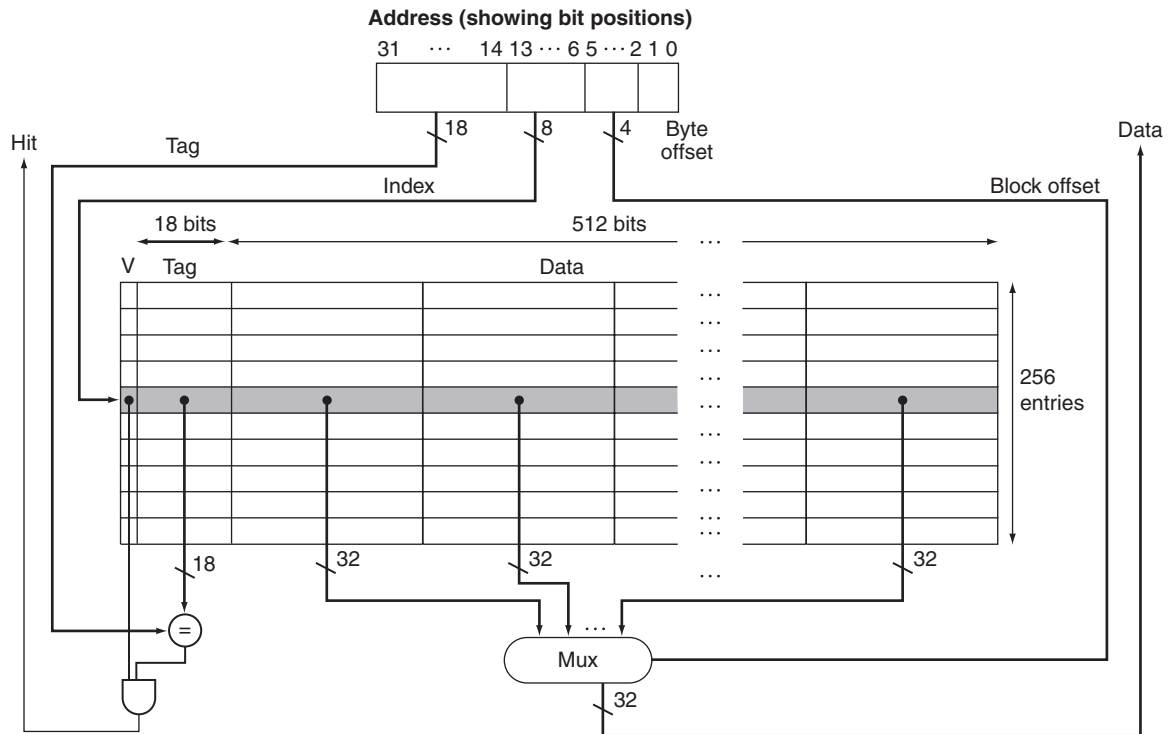 Address (showing bit positions)
31 ··· 14 13 ··· 6 5 ··· 2 1 0
18
8
4
Byte
offset
Hit
Tag
Data
Index
Block offset
18 bits
512 bits
...
V
Tag
Data
...
...
...
...
...
...
...
...
...
...
256
entries
18
32
32
...
32
=
...
Mux
32